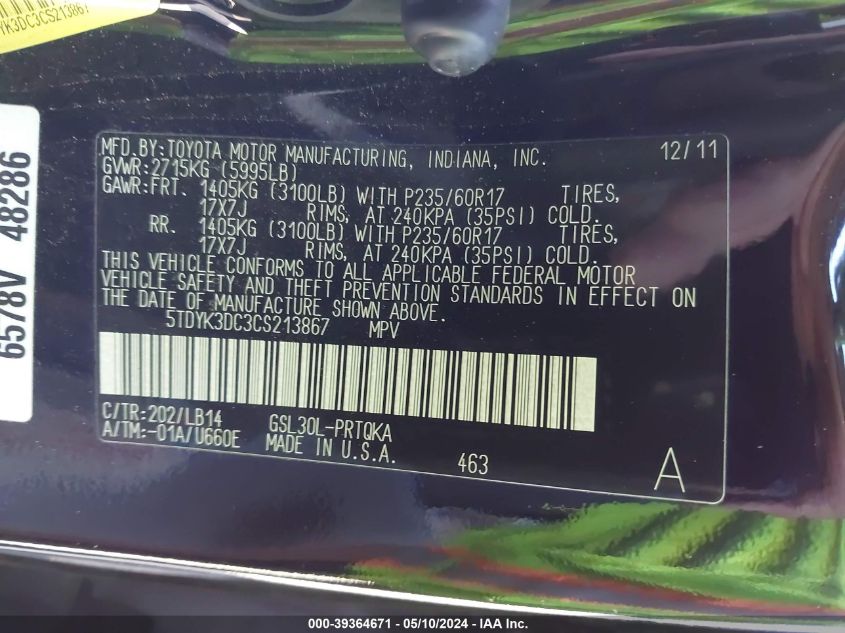 YK3DC3CS213867
6578V 48286
MFD.BY:TOYOTA MOTOR MANUFACTURING, INDIANA, INC. 12/11
GVWR:2715KG (5995LB)
GAWR:FRT. 1405KG (3100LB) WITH P235/60R17 TIRES,
17X7J RIMS, AT 240KPA (35PSI) COLD.
RR. 1405KG (3100LB) WITH P235/60R17 TIRES,
17X7J RIMS, AT 240KPA (35PSI) COLD.
THIS VEHICLE CONFORMS TO ALL APPLICABLE FEDERAL MOTOR
VEHICLE SAFETY AND THEFT PREVENTION STANDARDS IN EFFECT ON
THE DATE OF MANUFACTURE SHOWN ABOVE.
5TDYK3DC3CS213867 MPV
C/TR:202/LB14 GSL30L-PRTQKA
A/TM:-01A/U660E MADE IN U.S.A. 463 A
000-39364671 - 05/10/2024 - IAA Inc.